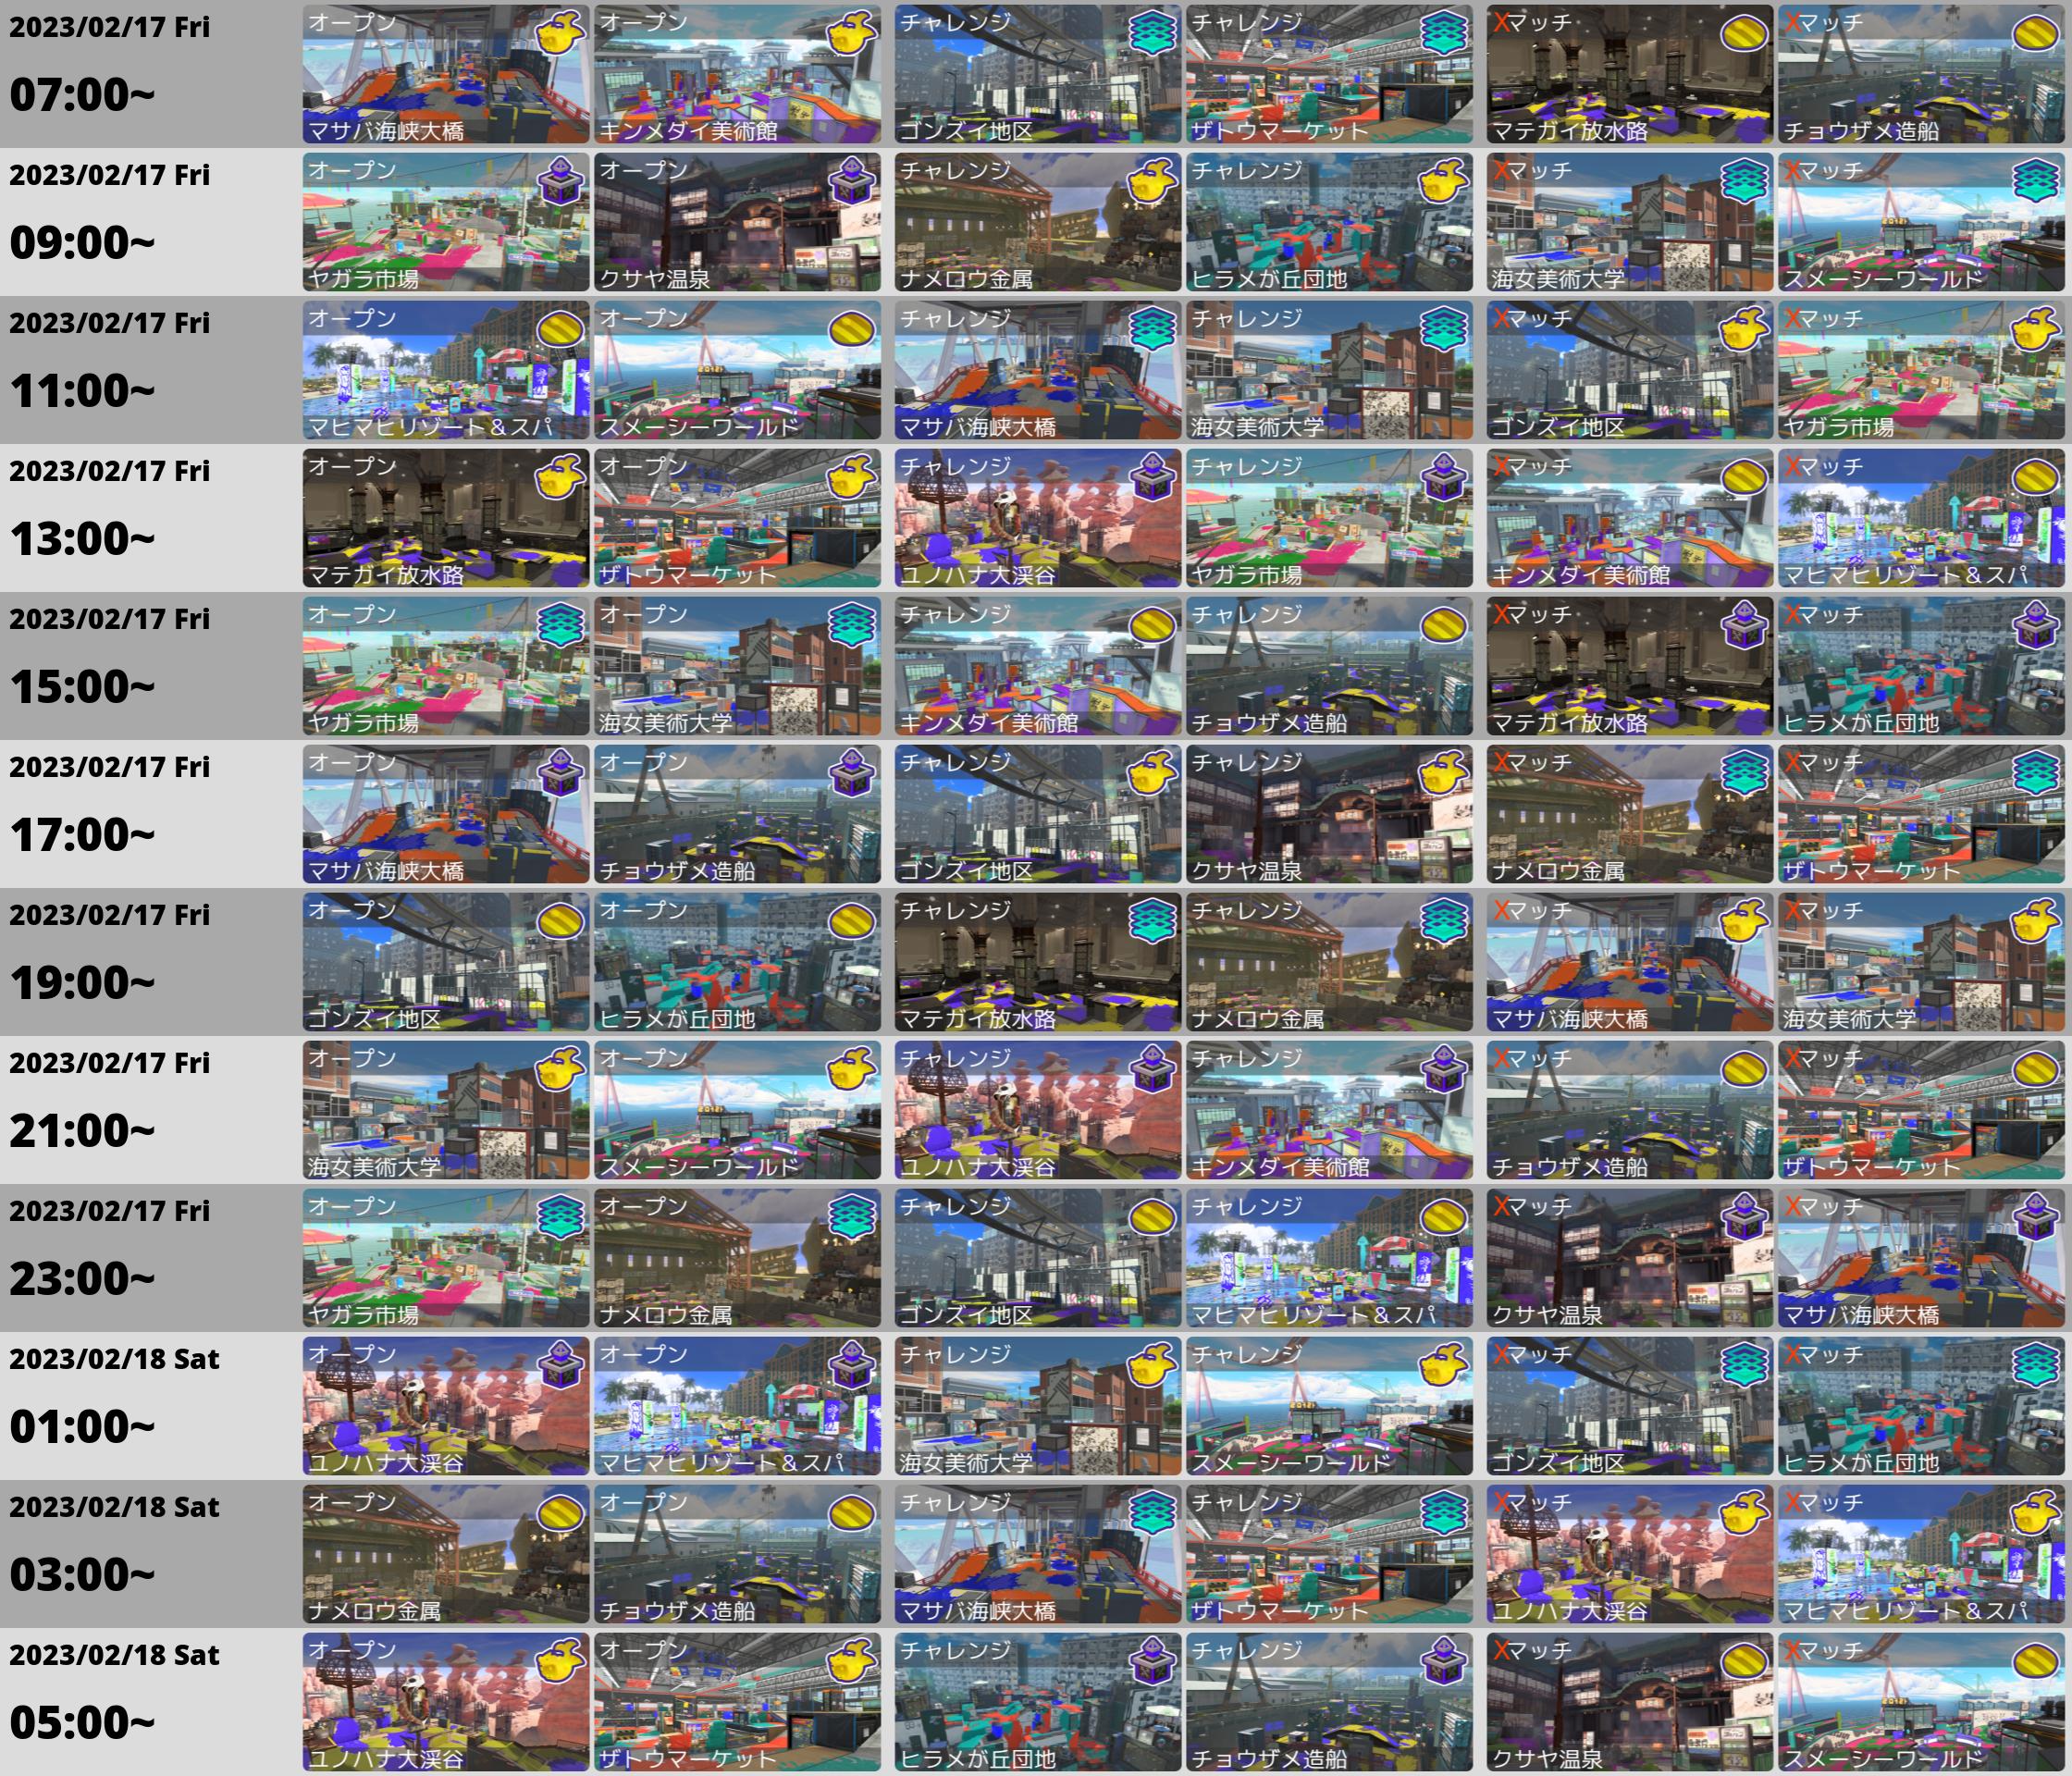 2023/02/17 Fri
07:00~
オープン
マサバ海峡大橋
オープン
キンメダイ美術館
チャレンジ
ゴンズイ地区
チャレンジ
ザトウマーケット
Xマッチ
マテガイ放水路
Xマッチ
チョウザメ造船
2023/02/17 Fri
09:00~
オープン
ヤガラ市場
オープン
クサヤ温泉
チャレンジ
ナメロウ金属
チャレンジ
ヒラメが丘団地
Xマッチ
海女美術大学
Xマッチ
スメーシーワールド
2023/02/17 Fri
11:00~
オープン
マヒマヒリゾート＆スパ
オープン
スメーシーワールド
チャレンジ
マサバ海峡大橋
チャレンジ
海女美術大学
Xマッチ
ゴンズイ地区
Xマッチ
ヤガラ市場
2023/02/17 Fri
13:00~
オープン
マテガイ放水路
オープン
ザトウマーケット
チャレンジ
ユノハナ大渓谷
チャレンジ
ヤガラ市場
Xマッチ
キンメダイ美術館
Xマッチ
マヒマヒリゾート＆スパ
2023/02/17 Fri
15:00~
オープン
ヤガラ市場
オープン
海女美術大学
チャレンジ
キンメダイ美術館
チャレンジ
チョウザメ造船
Xマッチ
マテガイ放水路
Xマッチ
ヒラメが丘団地
2023/02/17 Fri
17:00~
オープン
マサバ海峡大橋
オープン
チョウザメ造船
チャレンジ
ゴンズイ地区
チャレンジ
クサヤ温泉
Xマッチ
ナメロウ金属
Xマッチ
ザトウマーケット
2023/02/17 Fri
19:00~
オープン
ゴンズイ地区
オープン
ヒラメが丘団地
チャレンジ
マテガイ放水路
チャレンジ
ナメロウ金属
Xマッチ
マサバ海峡大橋
Xマッチ
海女美術大学
2023/02/17 Fri
21:00~
オープン
海女美術大学
オープン
スメーシーワールド
チャレンジ
ユノハナ大渓谷
チャレンジ
キンメダイ美術館
Xマッチ
チョウザメ造船
Xマッチ
ザトウマーケット
2023/02/17 Fri
23:00~
オープン
ヤガラ市場
オープン
ナメロウ金属
チャレンジ
ゴンズイ地区
チャレンジ
マヒマヒリゾート＆スパ
Xマッチ
クサヤ温泉
Xマッチ
マサバ海峡大橋
2023/02/18 Sat
01:00~
オープン
ユノハナ大渓谷
オープン
マヒマヒリゾート＆スパ
チャレンジ
海女美術大学
チャレンジ
スメーシーワールド
Xマッチ
ゴンズイ地区
Xマッチ
ヒラメが丘団地
2023/02/18 Sat
03:00~
オープン
ナメロウ金属
オープン
チョウザメ造船
チャレンジ
マサバ海峡大橋
チャレンジ
ザトウマーケット
Xマッチ
ユノハナ大渓谷
Xマッチ
マヒマヒリゾート＆スパ
2023/02/18 Sat
05:00~
オープン
ユノハナ大渓谷
オープン
ザトウマーケット
チャレンジ
ヒラメが丘団地
チャレンジ
チョウザメ造船
Xマッチ
クサヤ温泉
Xマッチ
スメーシーワールド